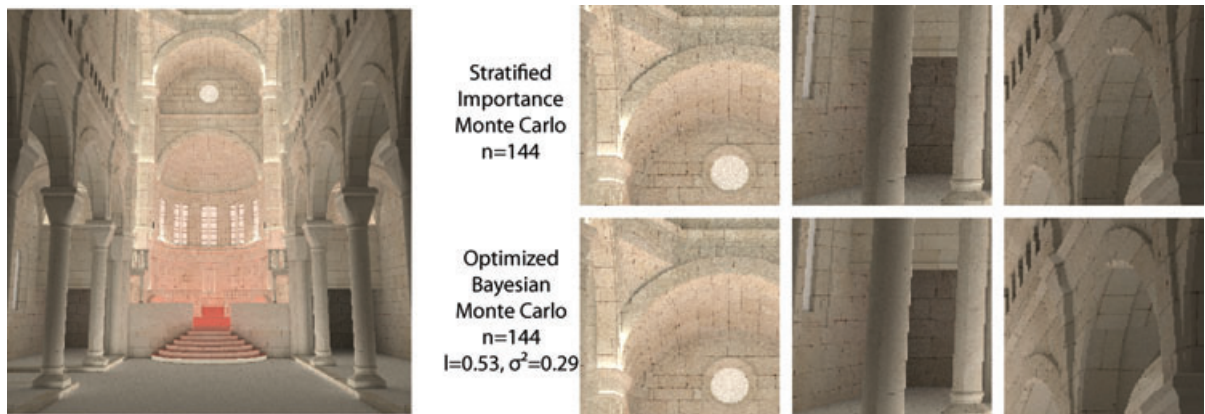 Stratified
Importance
Monte Carlo
n=144
Optimized
Bayesian
Monte Carlo
n=144
l=0.53, σ²=0.29